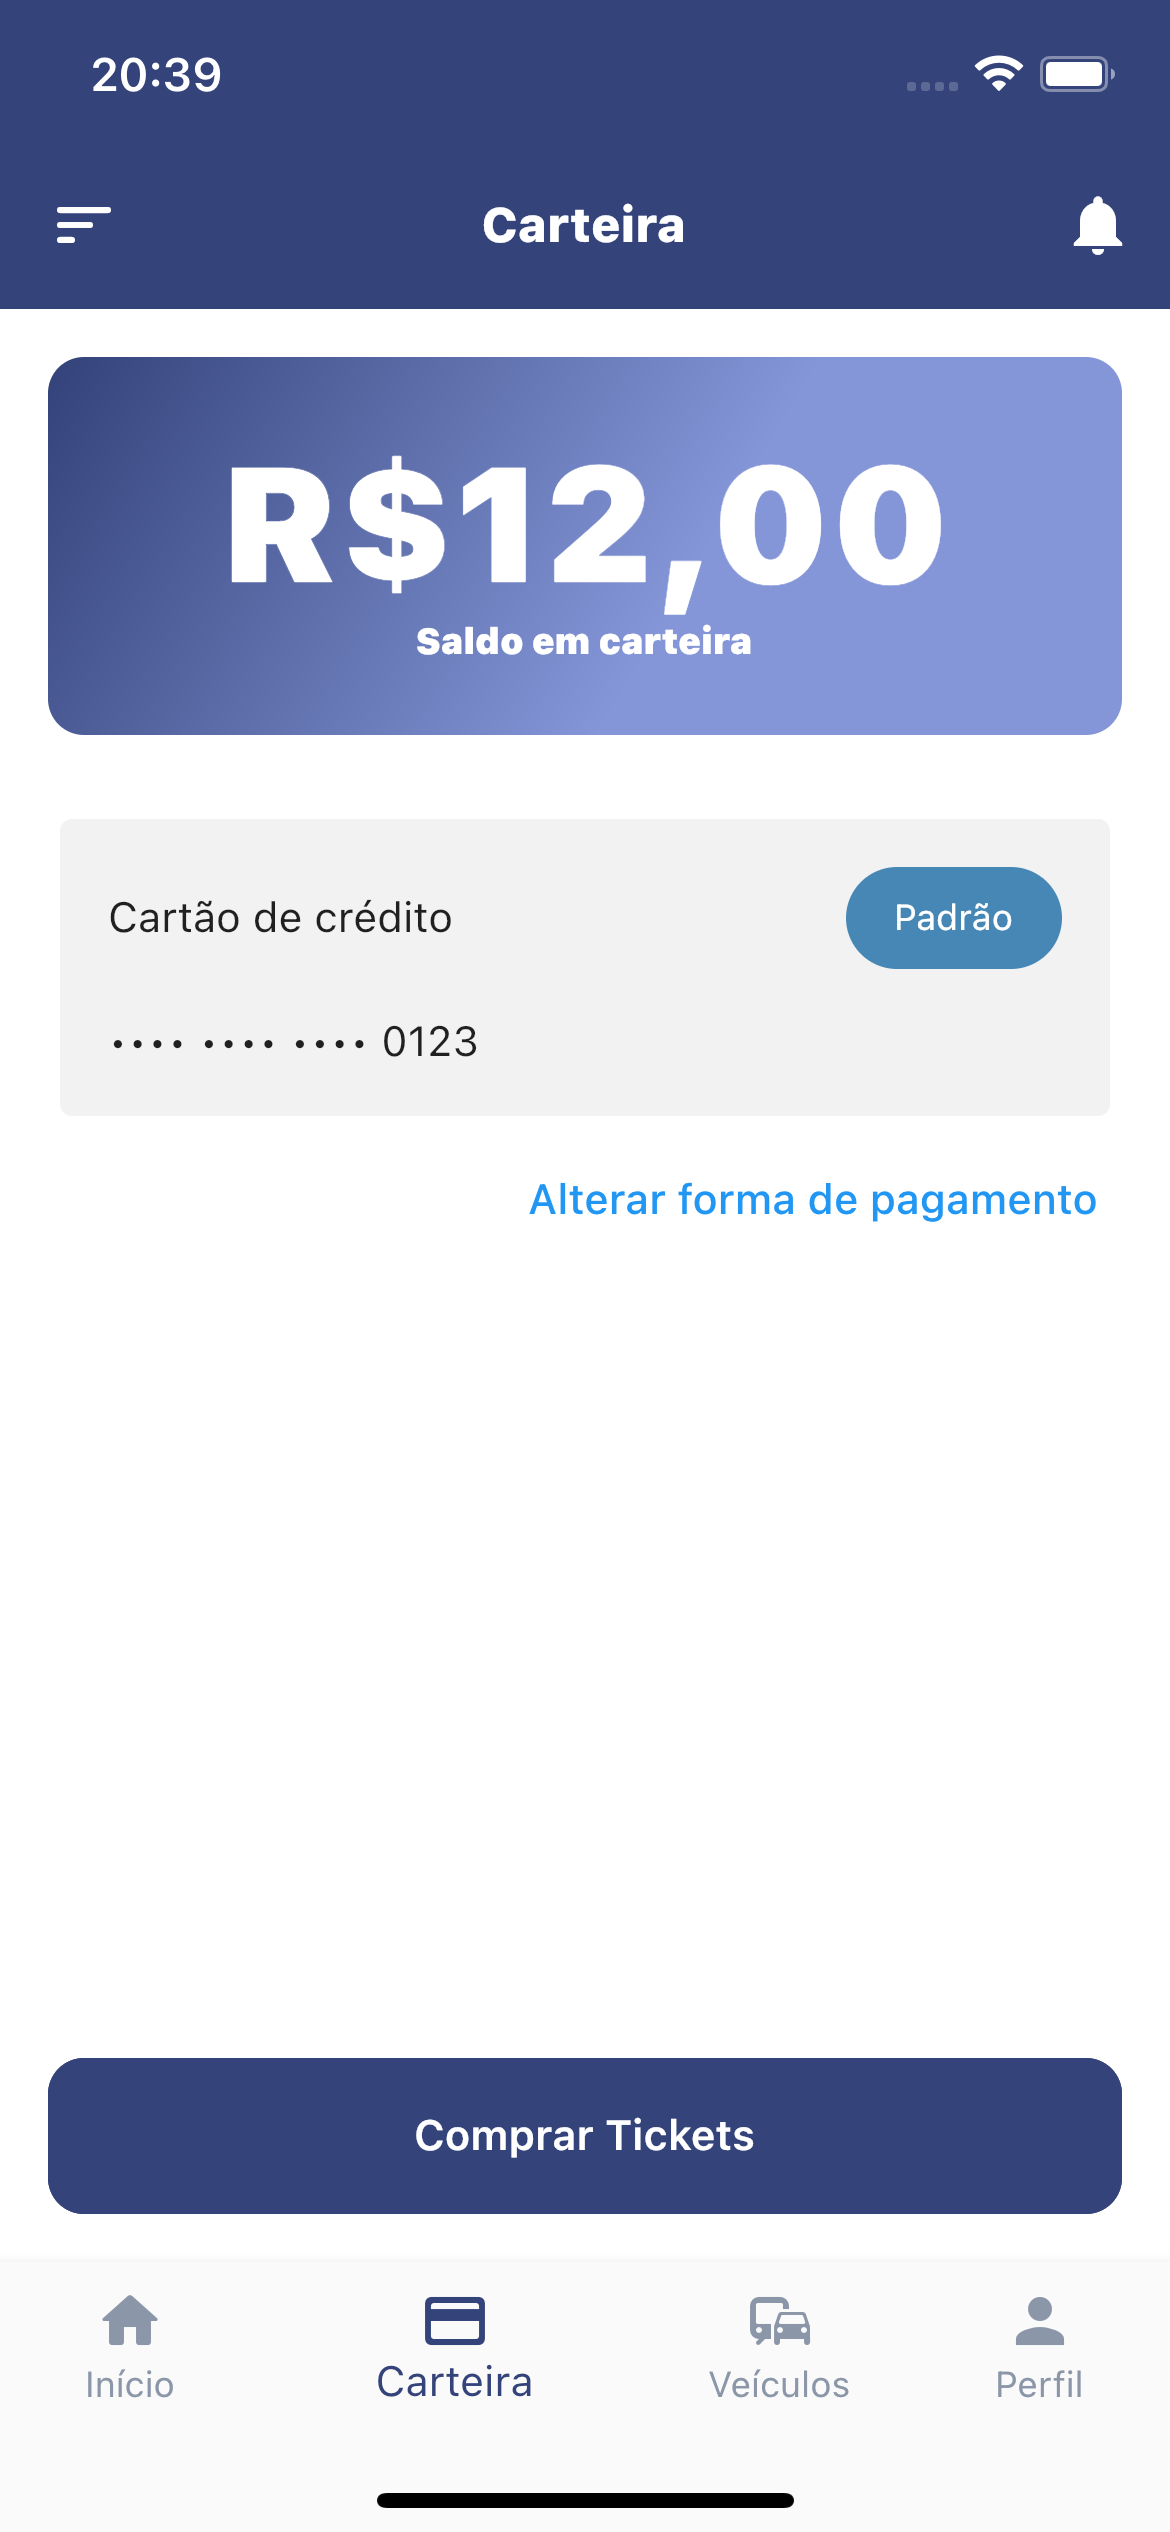 20:39
Carteira
R$12,00
Saldo em carteira
Cartão de crédito
Padrão
•••• •••• •••• 0123
Alterar forma de pagamento
Comprar Tickets
Início
Carteira
Veículos
Perfil